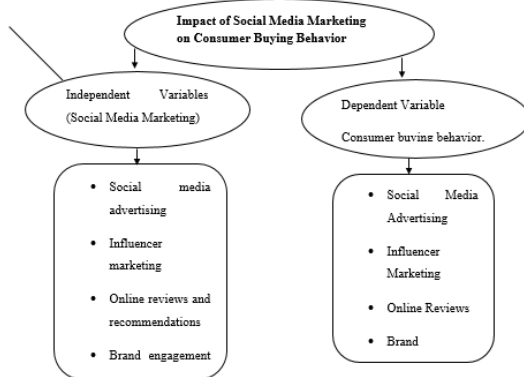 Impact of Social Media Marketing
on Consumer Buying Behavior
Independent Variables
(Social Media Marketing)
Dependent Variable
Consumer buying behavior.
• Social media
advertising
• Influencer
marketing
• Online reviews and
recommendations
• Brand engagement
• Social Media
Advertising
• Influencer
Marketing
• Online Reviews
• Brand